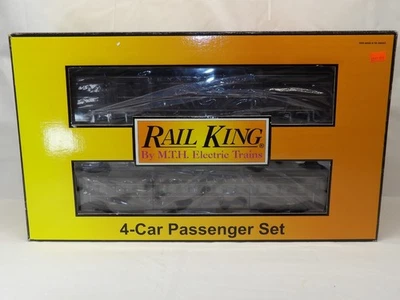 RAIL KING®
By M.T.H. Electric Trains
4-Car Passenger Set